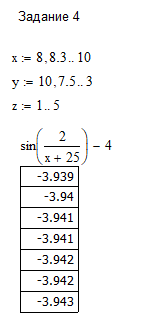 Задание 4
x := 8, 8.3 .. 10
y := 10, 7.5 .. 3
z := 1 .. 5
sin(2/(x + 25)) − 4
-3.939
-3.94
-3.941
-3.941
-3.942
-3.942
-3.943